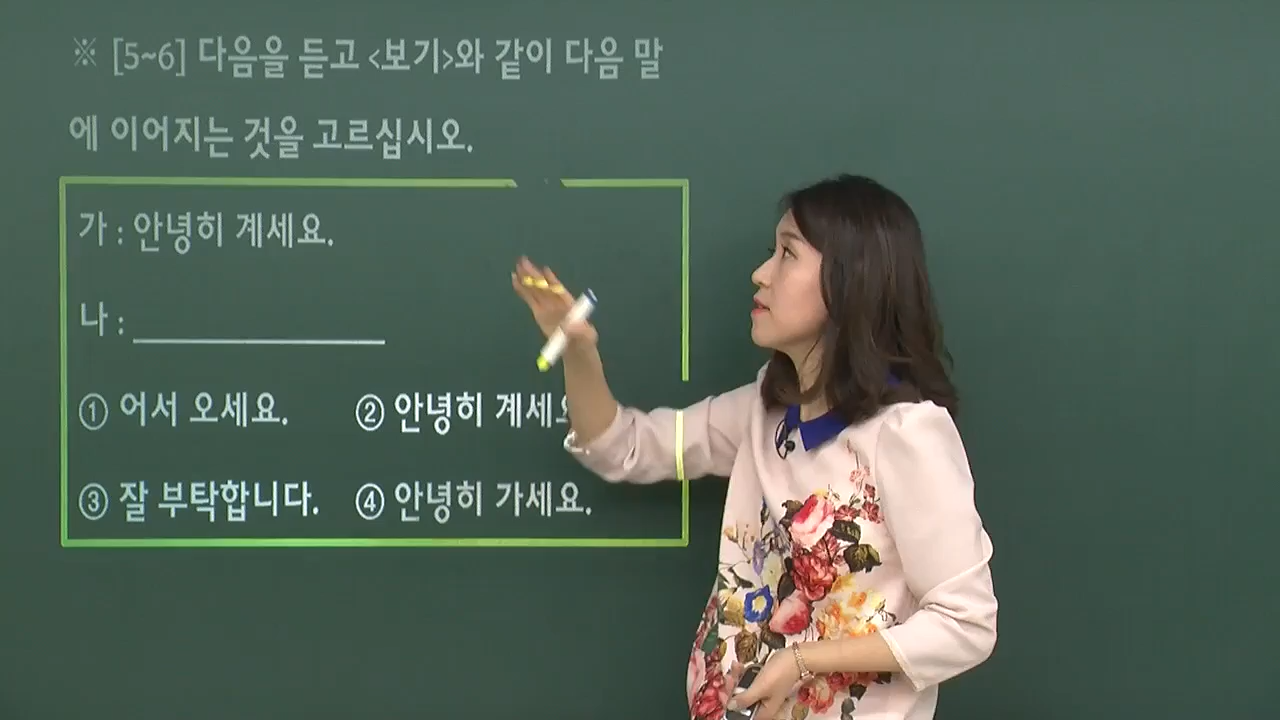 ※ [5~6] 다음을 듣고 <보기>와 같이 다음 말
에 이어지는 것을 고르십시오.
가 : 안녕히 계세요.
나 : ____________
① 어서 오세요. ② 안녕히 계세
③ 잘 부탁합니다. ④ 안녕히 가세요.